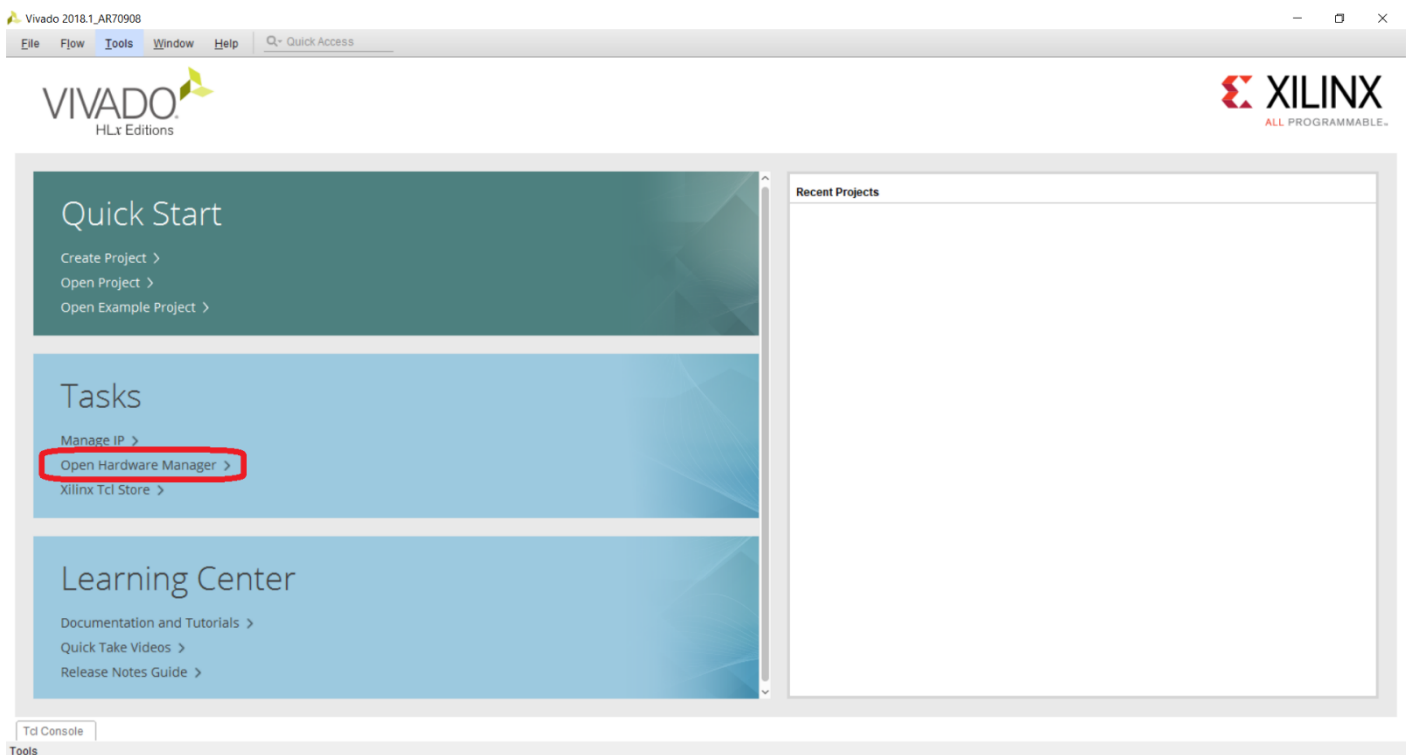 Vivado 2018.1_AR70908
File Flow Tools Window Help Quick Access
VIVADO.
HLx Editions
XILINX
ALL PROGRAMMABLE™
Quick Start
Create Project >
Open Project >
Open Example Project >
Recent Projects
Tasks
Manage IP >
Open Hardware Manager >
Xilinx Tcl Store >
Learning Center
Documentation and Tutorials >
Quick Take Videos >
Release Notes Guide >
Tcl Console
Tools